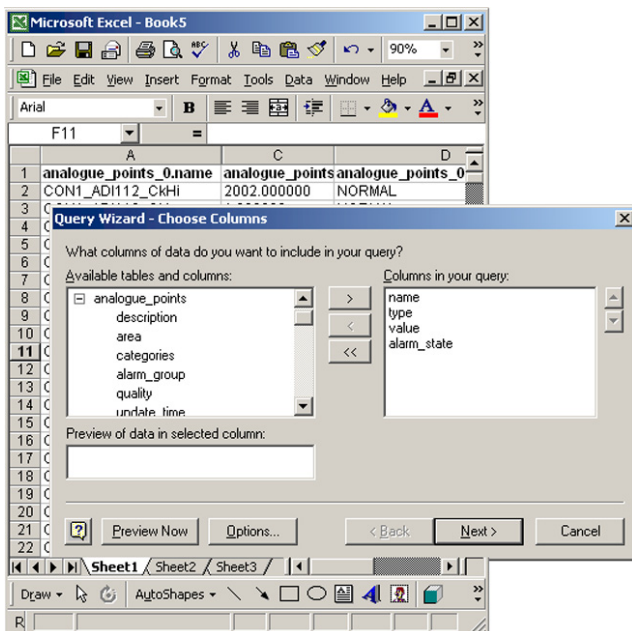 Microsoft Excel - Book5
90%
File Edit View Insert Format Tools Data Window Help
Arial B A
F11 =
A C D
1 analogue_points_0.name analogue_points analogue_points_0
2 CON1_ADI112_CkHi 2002.000000 NORMAL
3
Query Wizard - Choose Columns
4
What columns of data do you want to include in your query?
5
Available tables and columns: Columns in your query:
6
7
analogue_points > name
8
description type
9
area < value
10
categories << alarm_state
11
alarm_group
12
quality
13
update_time
14
15
Preview of data in selected column:
16
17
18
19
20
Preview Now Options... < Back Next > Cancel
21
22
Sheet1 Sheet2 Sheet3
Draw AutoShapes A
R